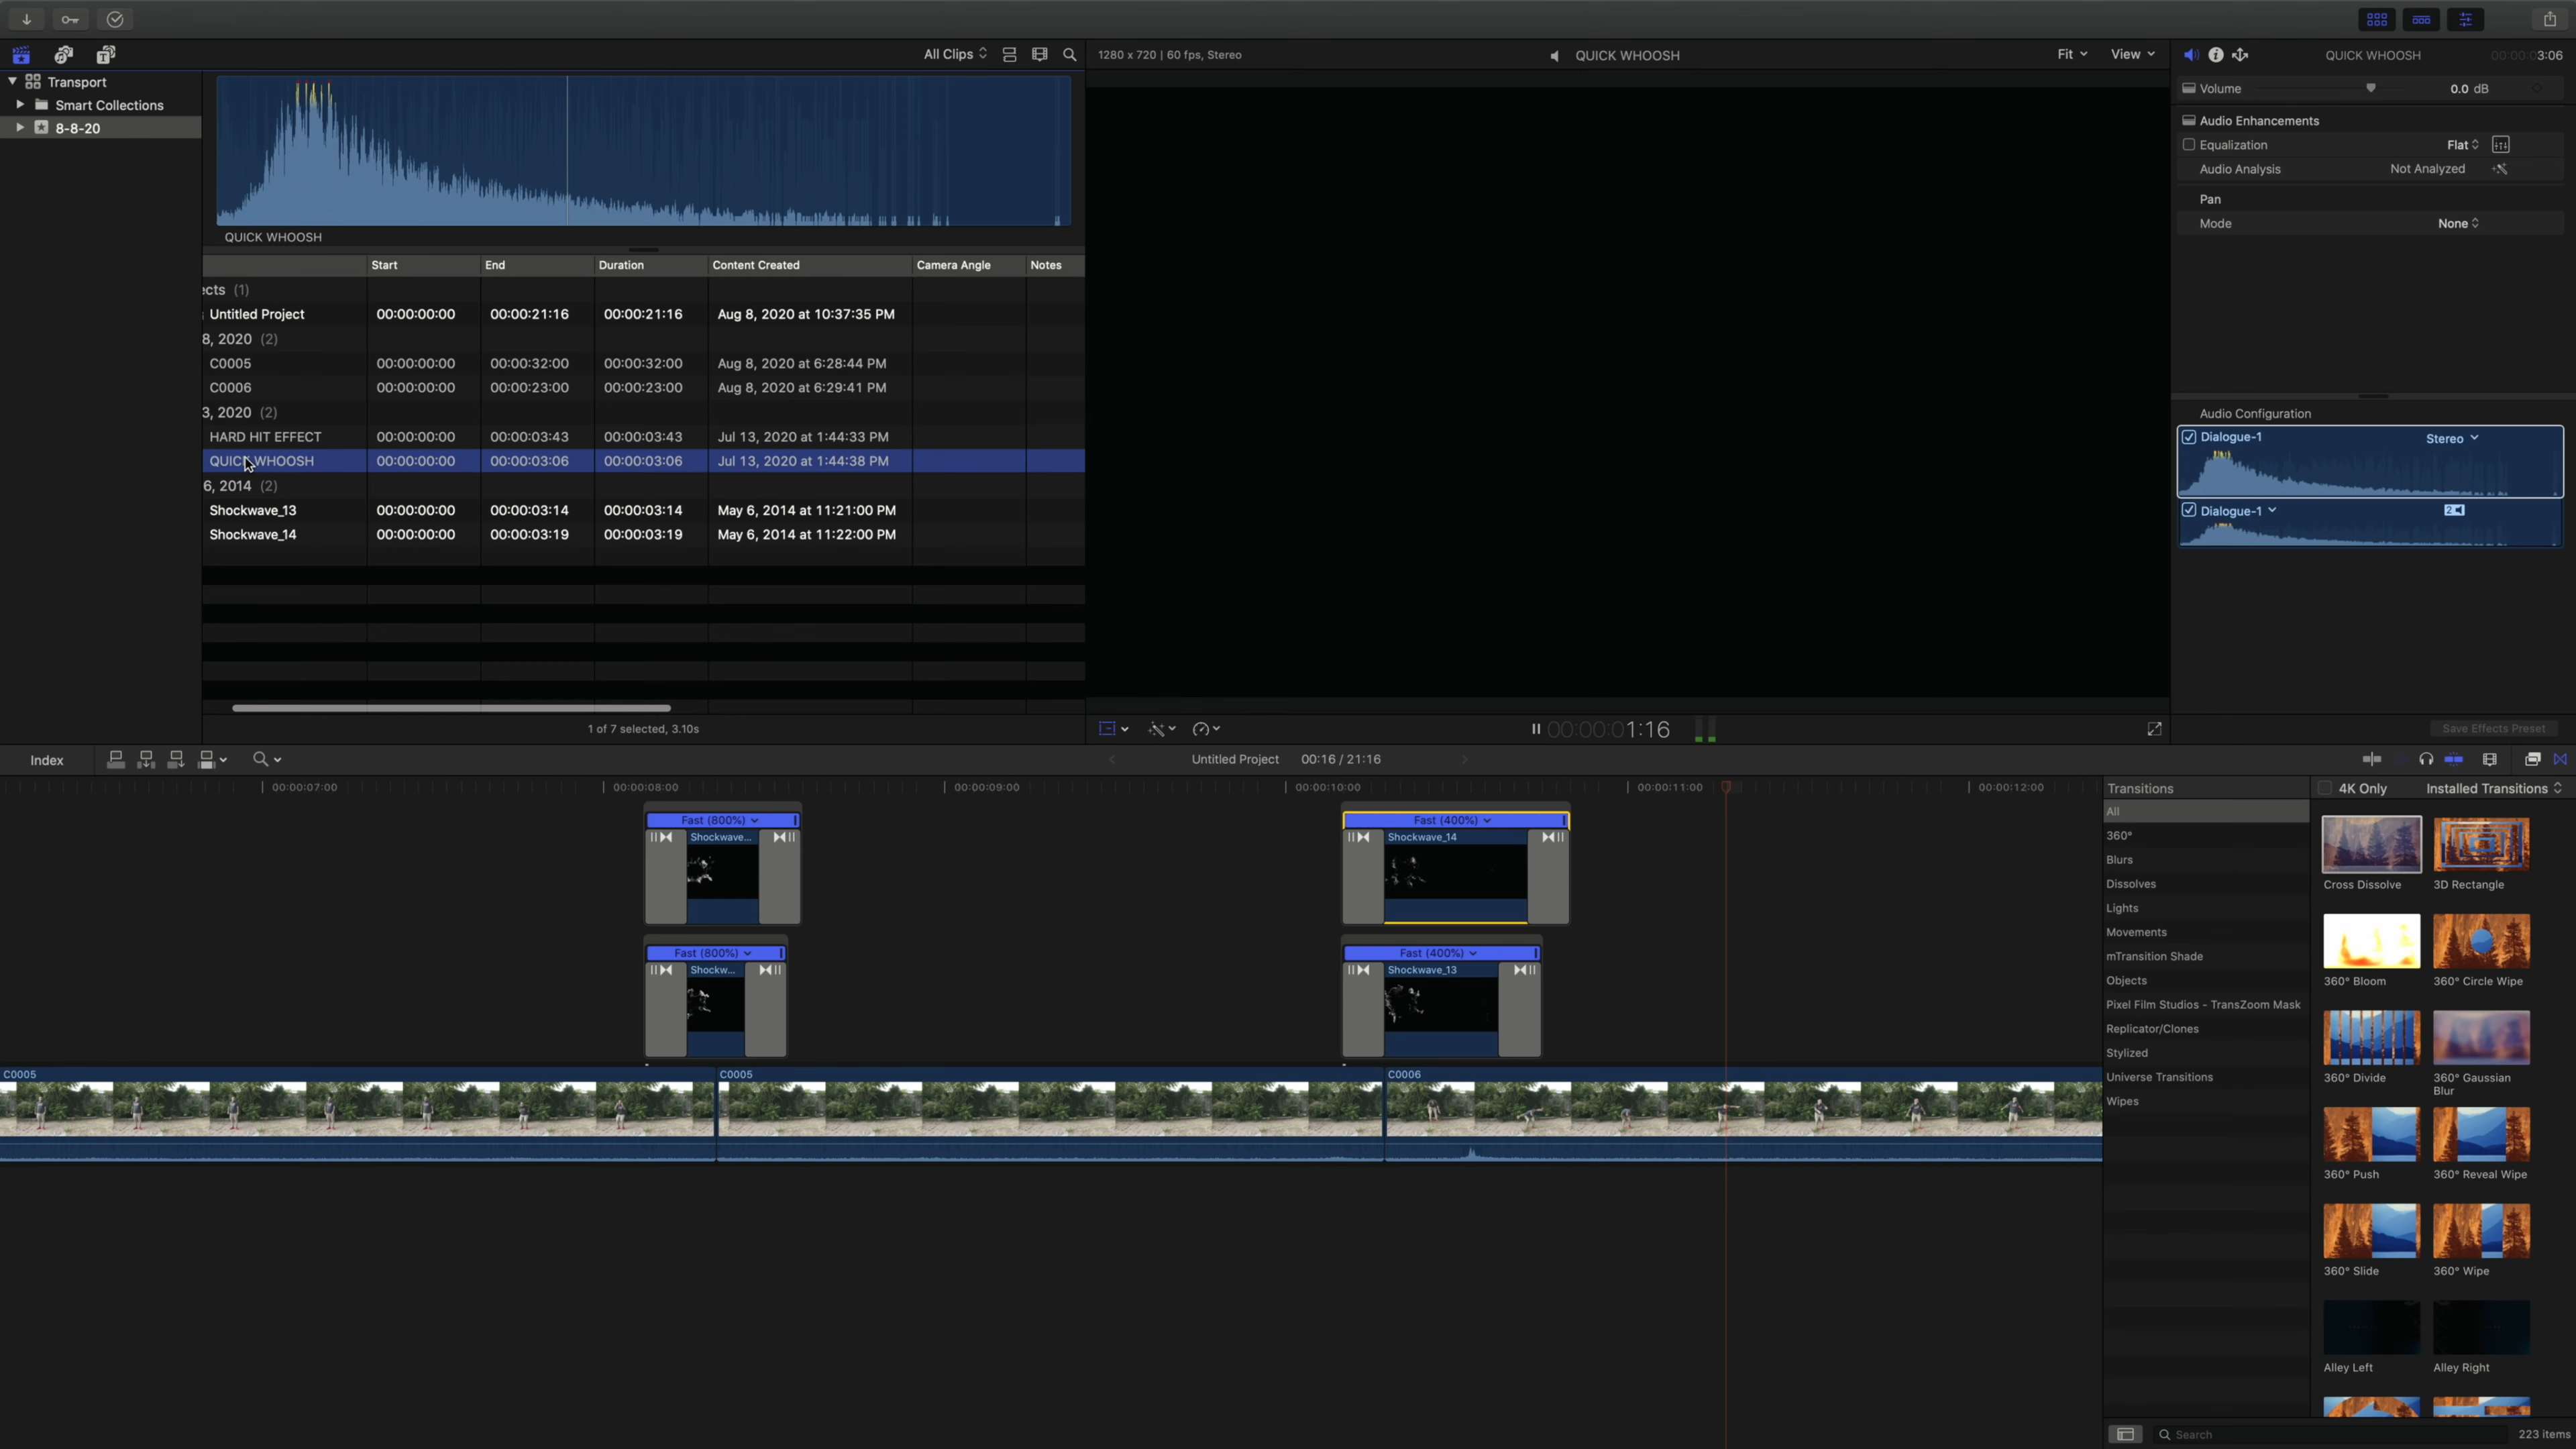 All Clips
1280 x 720 | 60 fps, Stereo
QUICK WHOOSH
Fit
View
QUICK WHOOSH
00:00:00:03:06
Transport
Smart Collections
8-8-20
QUICK WHOOSH
Start End Duration Content Created Camera Angle Notes
ects (1)
Untitled Project 00:00:00:00 00:00:21:16 00:00:21:16 Aug 8, 2020 at 10:37:35 PM
8, 2020 (2)
C0005 00:00:00:00 00:00:32:00 00:00:32:00 Aug 8, 2020 at 6:28:44 PM
C0006 00:00:00:00 00:00:23:00 00:00:23:00 Aug 8, 2020 at 6:29:41 PM
3, 2020 (2)
HARD HIT EFFECT 00:00:00:00 00:00:03:43 00:00:03:43 Jul 13, 2020 at 1:44:33 PM
QUICK WHOOSH 00:00:00:00 00:00:03:06 00:00:03:06 Jul 13, 2020 at 1:44:38 PM
6, 2014 (2)
Shockwave_13 00:00:00:00 00:00:03:14 00:00:03:14 May 6, 2014 at 11:21:00 PM
Shockwave_14 00:00:00:00 00:00:03:19 00:00:03:19 May 6, 2014 at 11:22:00 PM
1 of 7 selected, 3.10s
00:00:01:16
Volume 0.0 dB
Audio Enhancements
Equalization Flat
Audio Analysis Not Analyzed
Pan
Mode None
Audio Configuration
Dialogue-1 Stereo
Dialogue-1 2
Save Effects Preset
Index
Untitled Project 00:16 / 21:16
00:00:07:00 00:00:08:00 00:00:09:00 00:00:10:00 00:00:11:00 00:00:12:00
Fast (800%) Fast (400%)
Shockwave... Shockwave_14
Fast (800%) Fast (400%)
Shockw... Shockwave_13
C0005 C0005 C0006
Transitions
All
360°
Blurs
Dissolves
Lights
Movements
mTransition Shade
Objects
Pixel Film Studios - TransZoom Mask
Replicator/Clones
Stylized
Universe Transitions
Wipes
4K Only Installed Transitions
Cross Dissolve 3D Rectangle
360° Bloom 360° Circle Wipe
360° Divide 360° Gaussian
Blur
360° Push 360° Reveal Wipe
360° Slide 360° Wipe
Alley Left Alley Right
Search
223 items